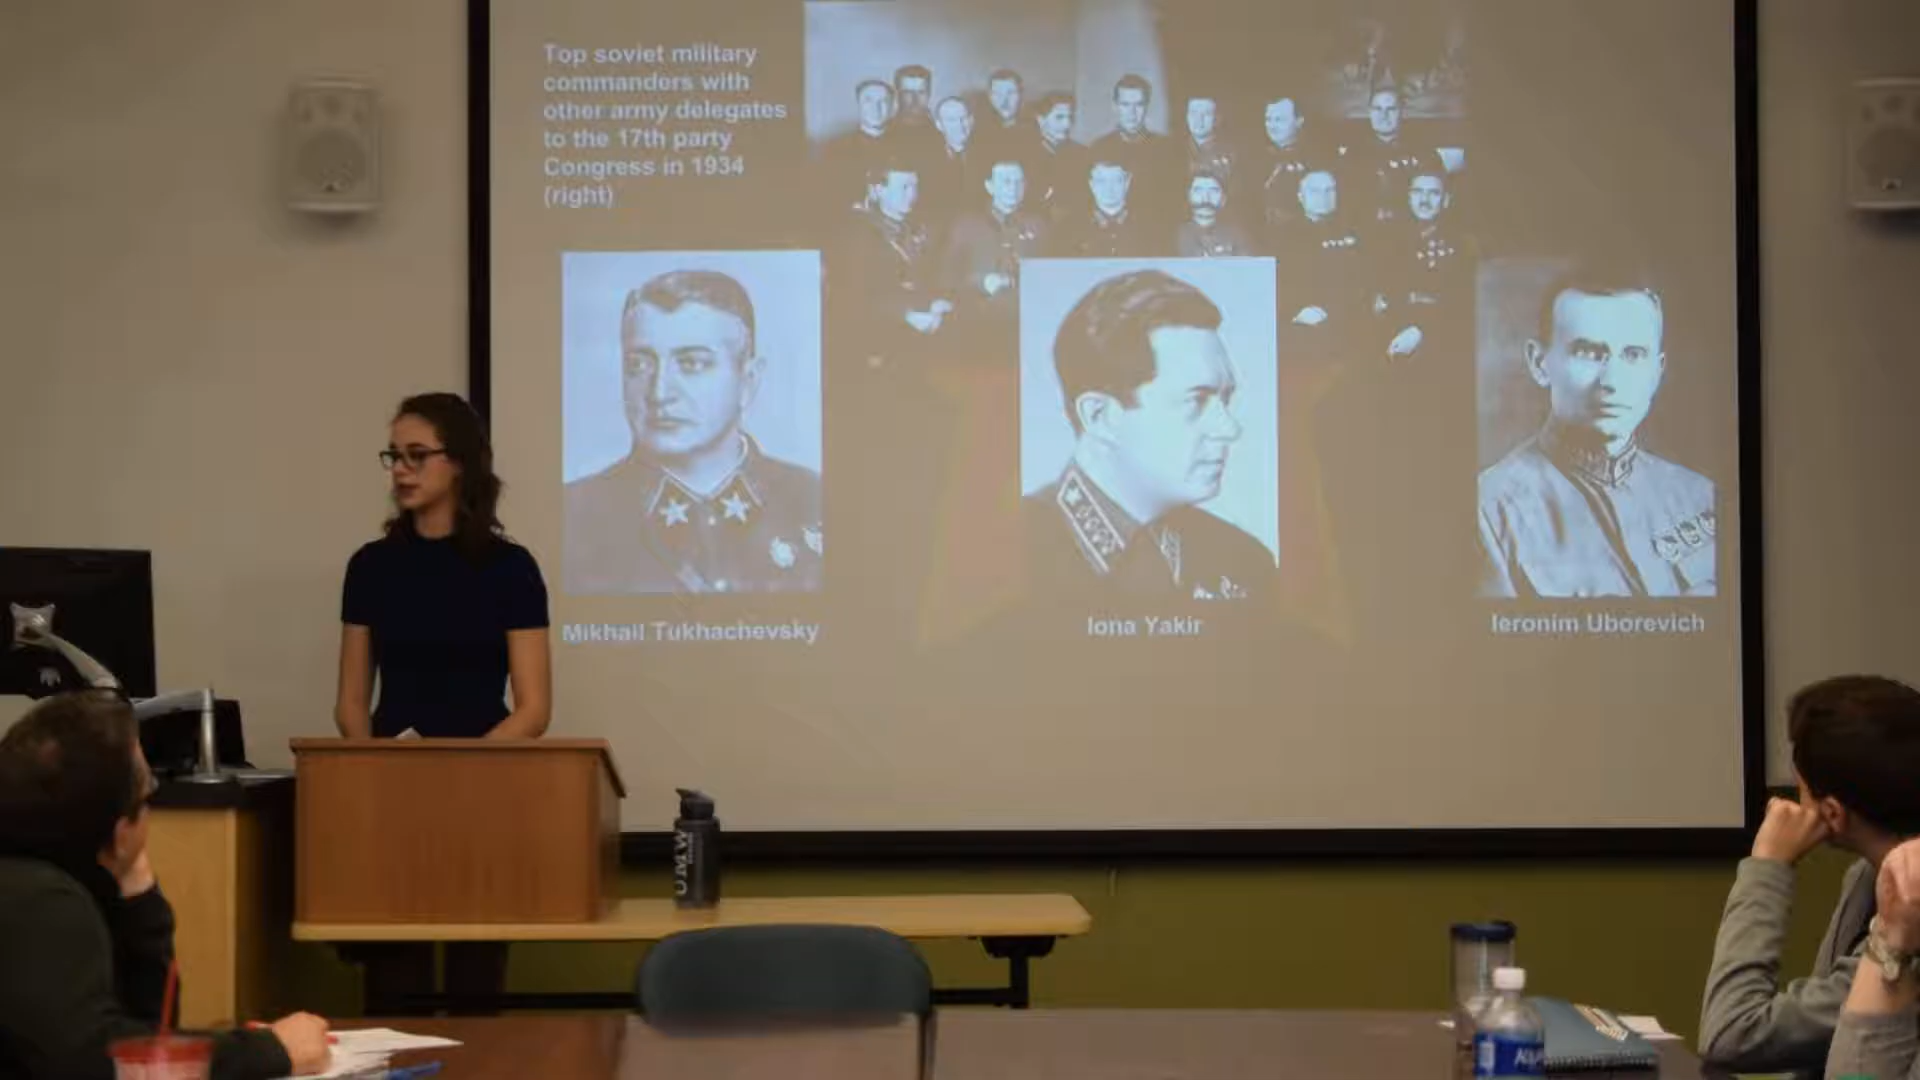 Top soviet military
commanders with
other army delegates
to the 17th party
Congress in 1934
(right)
Mikhail Tukhachevsky
Iona Yakir
Ieronim Uborevich
UMW